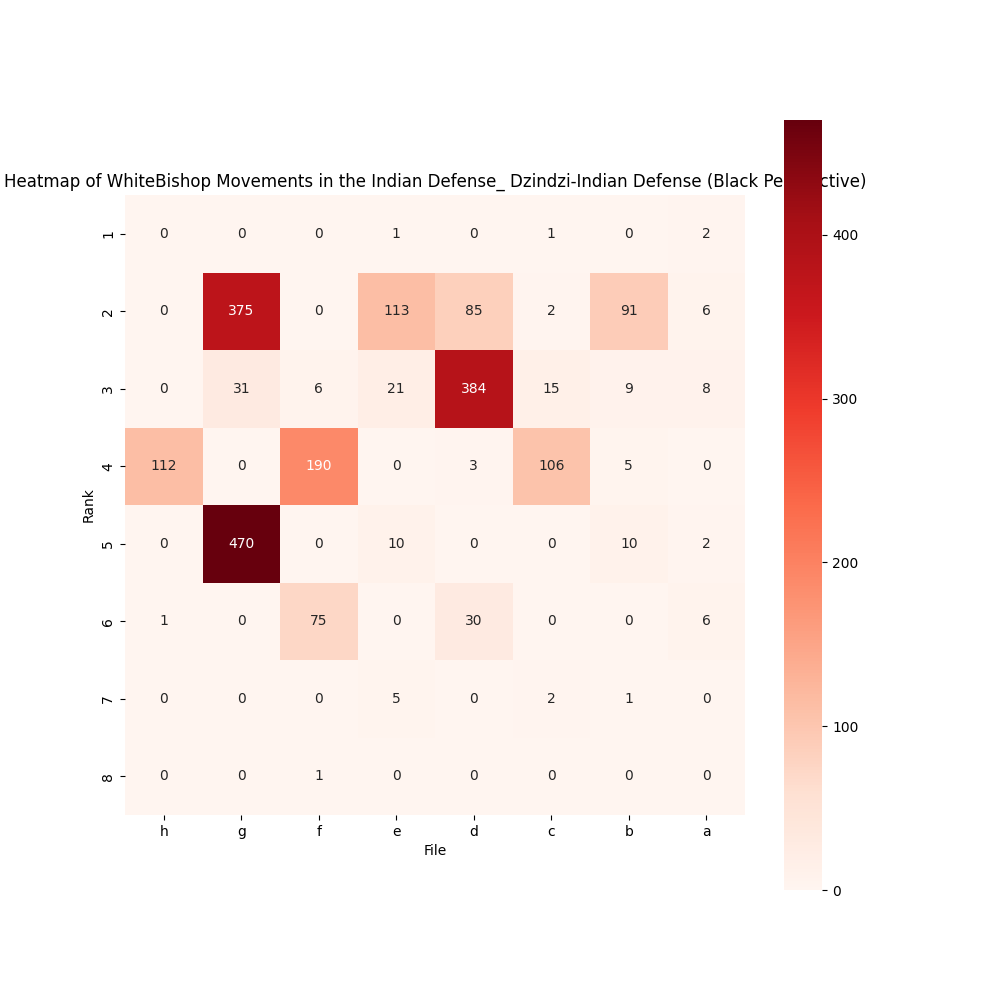 Heatmap of WhiteBishop Movements in the Indian Defense_ Dzindzi-Indian Defense (Black Pe ctive)
1 0 0 0 1 0 1 0 2
2 0 375 0 113 85 2 91 6
3 0 31 6 21 384 15 9 8
4 112 0 190 0 3 106 5 0
5 0 470 0 10 0 0 10 2
6 1 0 75 0 30 0 0 6
7 0 0 0 5 0 2 1 0
8 0 0 1 0 0 0 0 0
h g f e d c b a
File
Rank
400
300
200
100
0